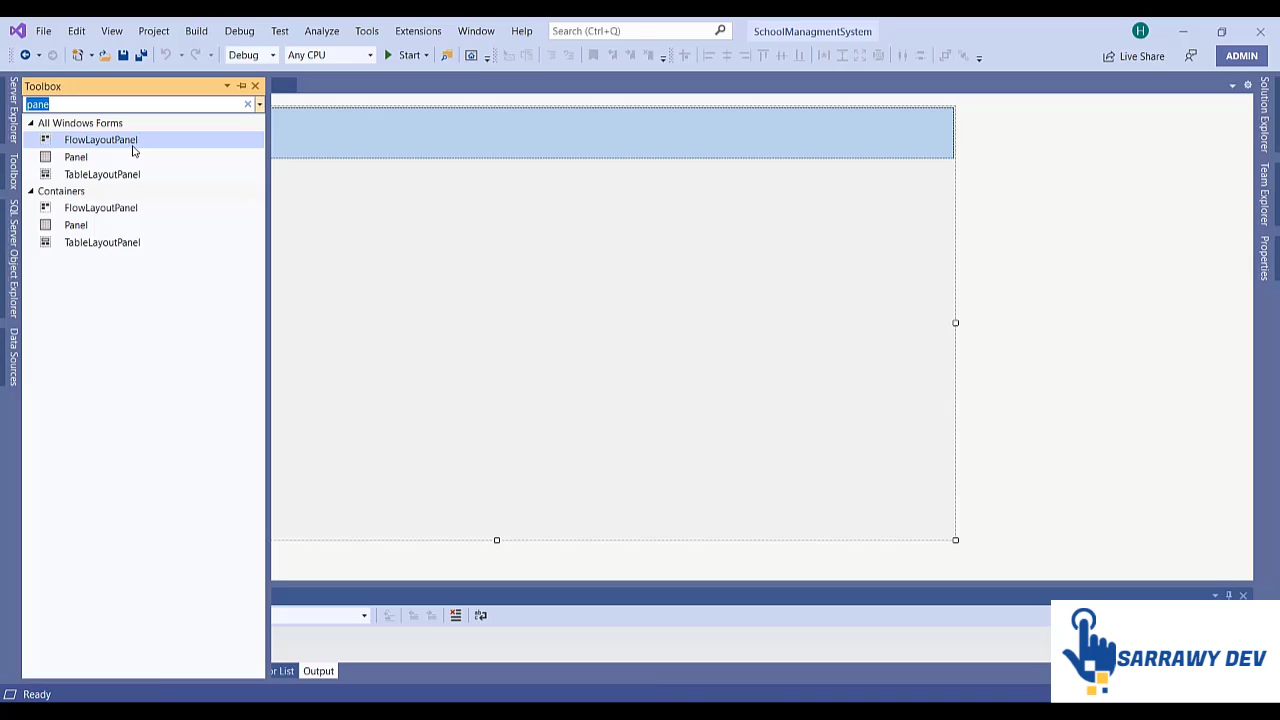 File Edit View Project Build Debug Test Analyze Tools Extensions Window Help Search (Ctrl+Q) SchoolManagmentSystem H
Debug Any CPU Start Live Share ADMIN
Toolbox
pane
All Windows Forms
FlowLayoutPanel
Panel
TableLayoutPanel
Containers
FlowLayoutPanel
Panel
TableLayoutPanel
Server Explorer
Toolbox
SQL Server Object Explorer
Data Sources
Solution Explorer
Team Explorer
Properties
or List Output
SARRAWY DEV
Ready